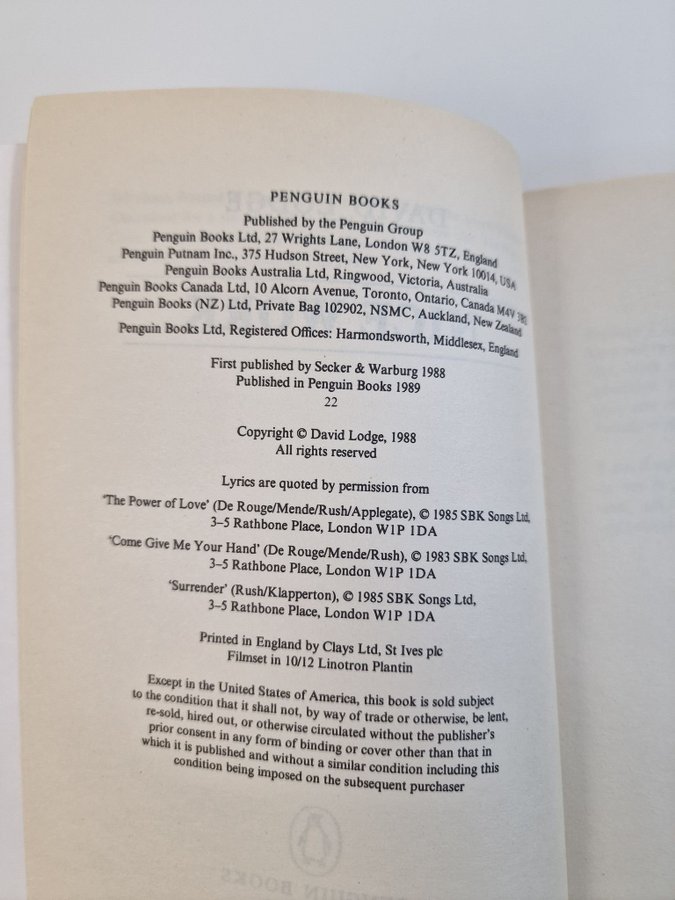 PENGUIN BOOKS
Published by the Penguin Group
Penguin Books Ltd, 27 Wrights Lane, London W8 5TZ, England
Penguin Putnam Inc., 375 Hudson Street, New York, New York 10014, USA
Penguin Books Australia Ltd, Ringwood, Victoria, Australia
Penguin Books Canada Ltd, 10 Alcorn Avenue, Toronto, Ontario, Canada M4V
Penguin Books (NZ) Ltd, Private Bag 102902, NSMC, Auckland, New Zealand
Penguin Books Ltd, Registered Offices: Harmondsworth, Middlesex, England
First published by Secker & Warburg 1988
Published in Penguin Books 1989
22
Copyright © David Lodge, 1988
All rights reserved
Lyrics are quoted by permission from
‘The Power of Love’ (De Rouge/Mende/Rush/Applegate), © 1985 SBK Songs Ltd,
3–5 Rathbone Place, London W1P 1DA
‘Come Give Me Your Hand’ (De Rouge/Mende/Rush), © 1983 SBK Songs Ltd,
3–5 Rathbone Place, London W1P 1DA
‘Surrender’ (Rush/Klapperton), © 1985 SBK Songs Ltd,
3–5 Rathbone Place, London W1P 1DA
Printed in England by Clays Ltd, St Ives plc
Filmset in 10/12 Linotron Plantin
Except in the United States of America, this book is sold subject
to the condition that it shall not, by way of trade or otherwise, be lent,
re-sold, hired out, or otherwise circulated without the publisher's
prior consent in any form of binding or cover other than that in
which it is published and without a similar condition including this
condition being imposed on the subsequent purchaser